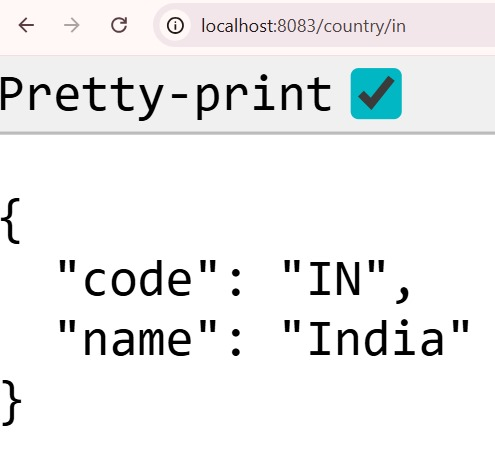 localhost:8083/country/in
Pretty-print
{
"code": "IN",
"name": "India"
}